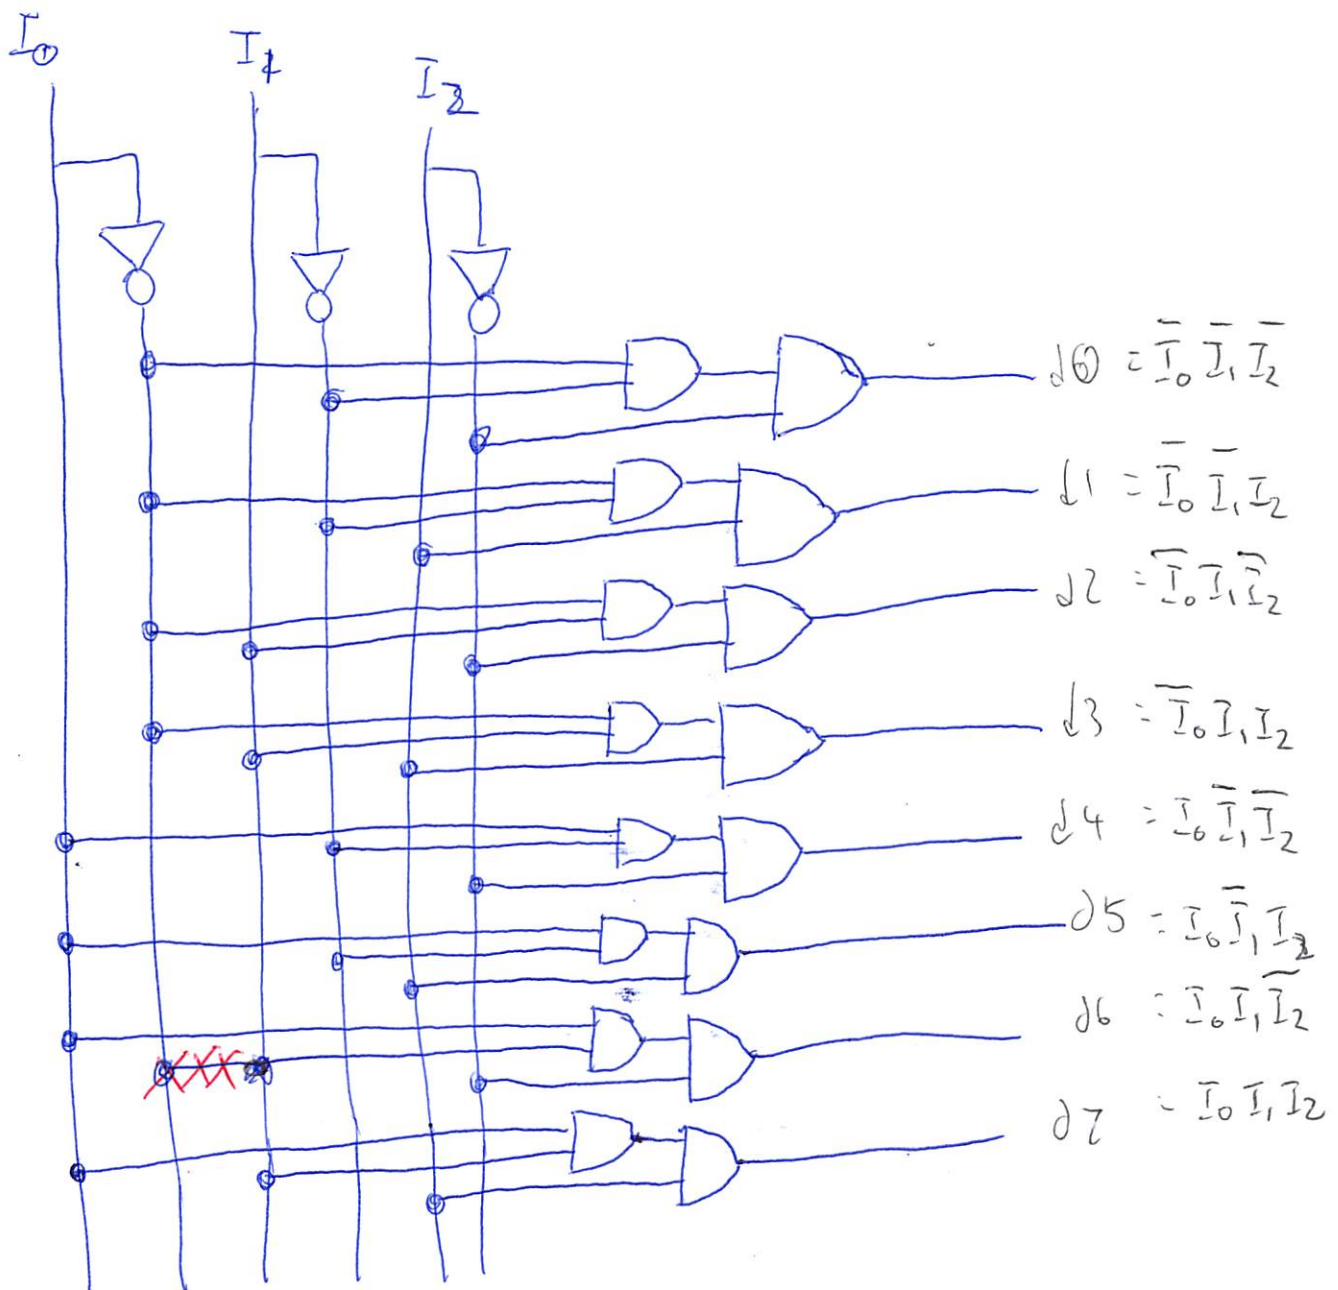 I₀
I₁
I₂
d0 = I̅₀ I̅₁ I̅₂
d1 = I̅₀ I̅₁ I₂
d2 = I̅₀ I₁ I̅₂
d3 = I̅₀ I₁ I₂
d4 = I₀ I̅₁ I̅₂
d5 = I₀ I̅₁ I₂
d6 = I₀ I₁ I̅₂
d7 = I₀ I₁ I₂